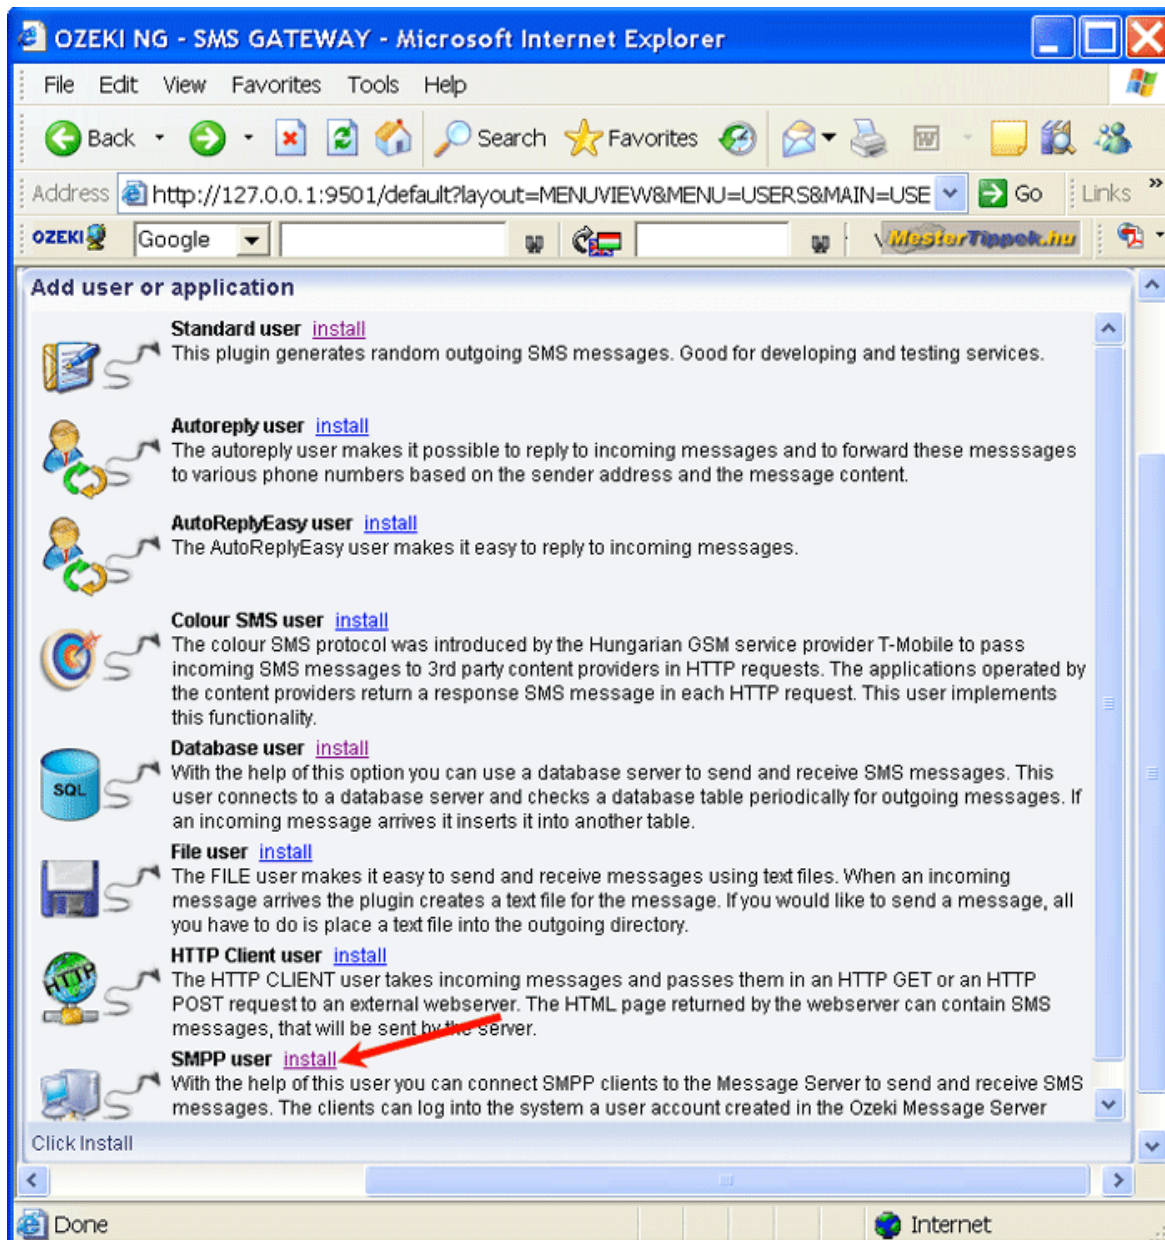 OZEKI NG - SMS GATEWAY - Microsoft Internet Explorer
File Edit View Favorites Tools Help
Back Search Favorites
Address http://127.0.0.1:9501/default?layout=MENUVIEW&MENU=USERS&MAIN=USE Go Links »
OZEKI Google MesterTippek.hu
Add user or application
Standard user install
This plugin generates random outgoing SMS messages. Good for developing and testing services.
Autoreply user install
The autoreply user makes it possible to reply to incoming messages and to forward these messsages
to various phone numbers based on the sender address and the message content.
AutoReplyEasy user install
The AutoReplyEasy user makes it easy to reply to incoming messages.
Colour SMS user install
The colour SMS protocol was introduced by the Hungarian GSM service provider T-Mobile to pass
incoming SMS messages to 3rd party content providers in HTTP requests. The applications operated by
the content providers return a response SMS message in each HTTP request. This user implements
this functionality.
Database user install
SQL
With the help of this option you can use a database server to send and receive SMS messages. This
user connects to a database server and checks a database table periodically for outgoing messages. If
an incoming message arrives it inserts it into another table.
File user install
The FILE user makes it easy to send and receive messages using text files. When an incoming
message arrives the plugin creates a text file for the message. If you would like to send a message, all
you have to do is place a text file into the outgoing directory.
HTTP Client user install
HTTP
The HTTP CLIENT user takes incoming messages and passes them in an HTTP GET or an HTTP
POST request to an external webserver. The HTML page returned by the webserver can contain SMS
messages, that will be sent by the server.
SMPP user install
With the help of this user you can connect SMPP clients to the Message Server to send and receive SMS
messages. The clients can log into the system a user account created in the Ozeki Message Server
Click Install
Done Internet